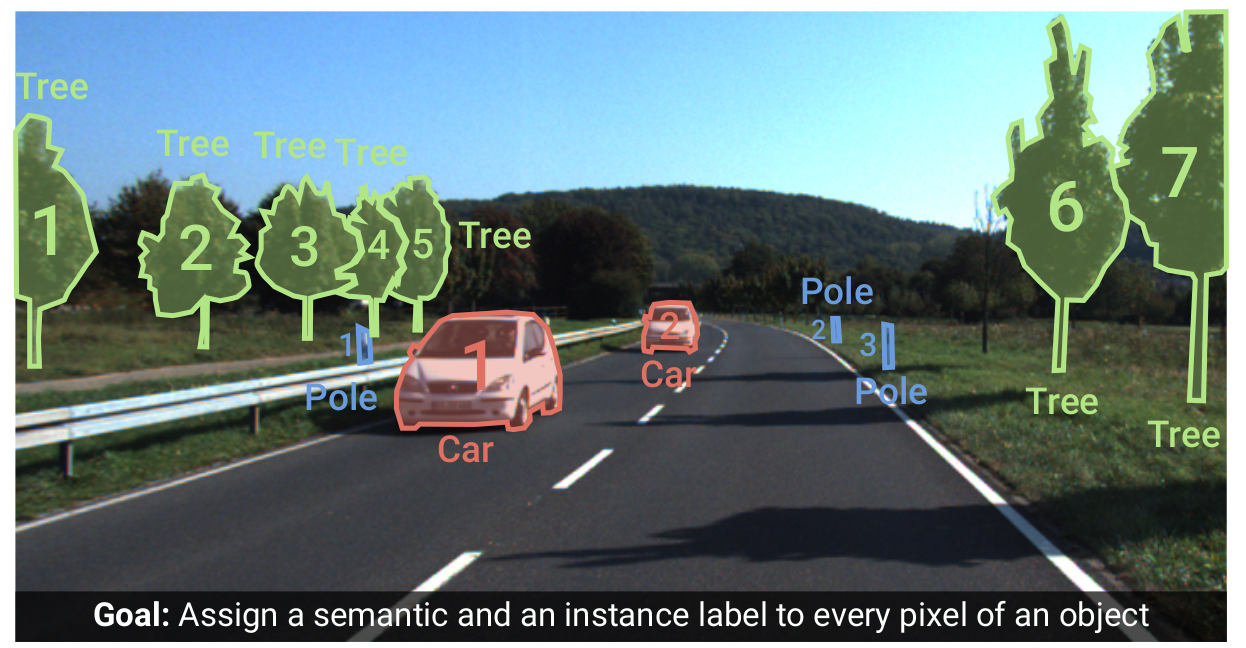 Tree
Tree Tree Tree
1
2
3
4
5
Tree
6
7
Pole
1
2
3
Pole
Pole
1
Car
2
Car
Tree
Tree
Goal: Assign a semantic and an instance label to every pixel of an object